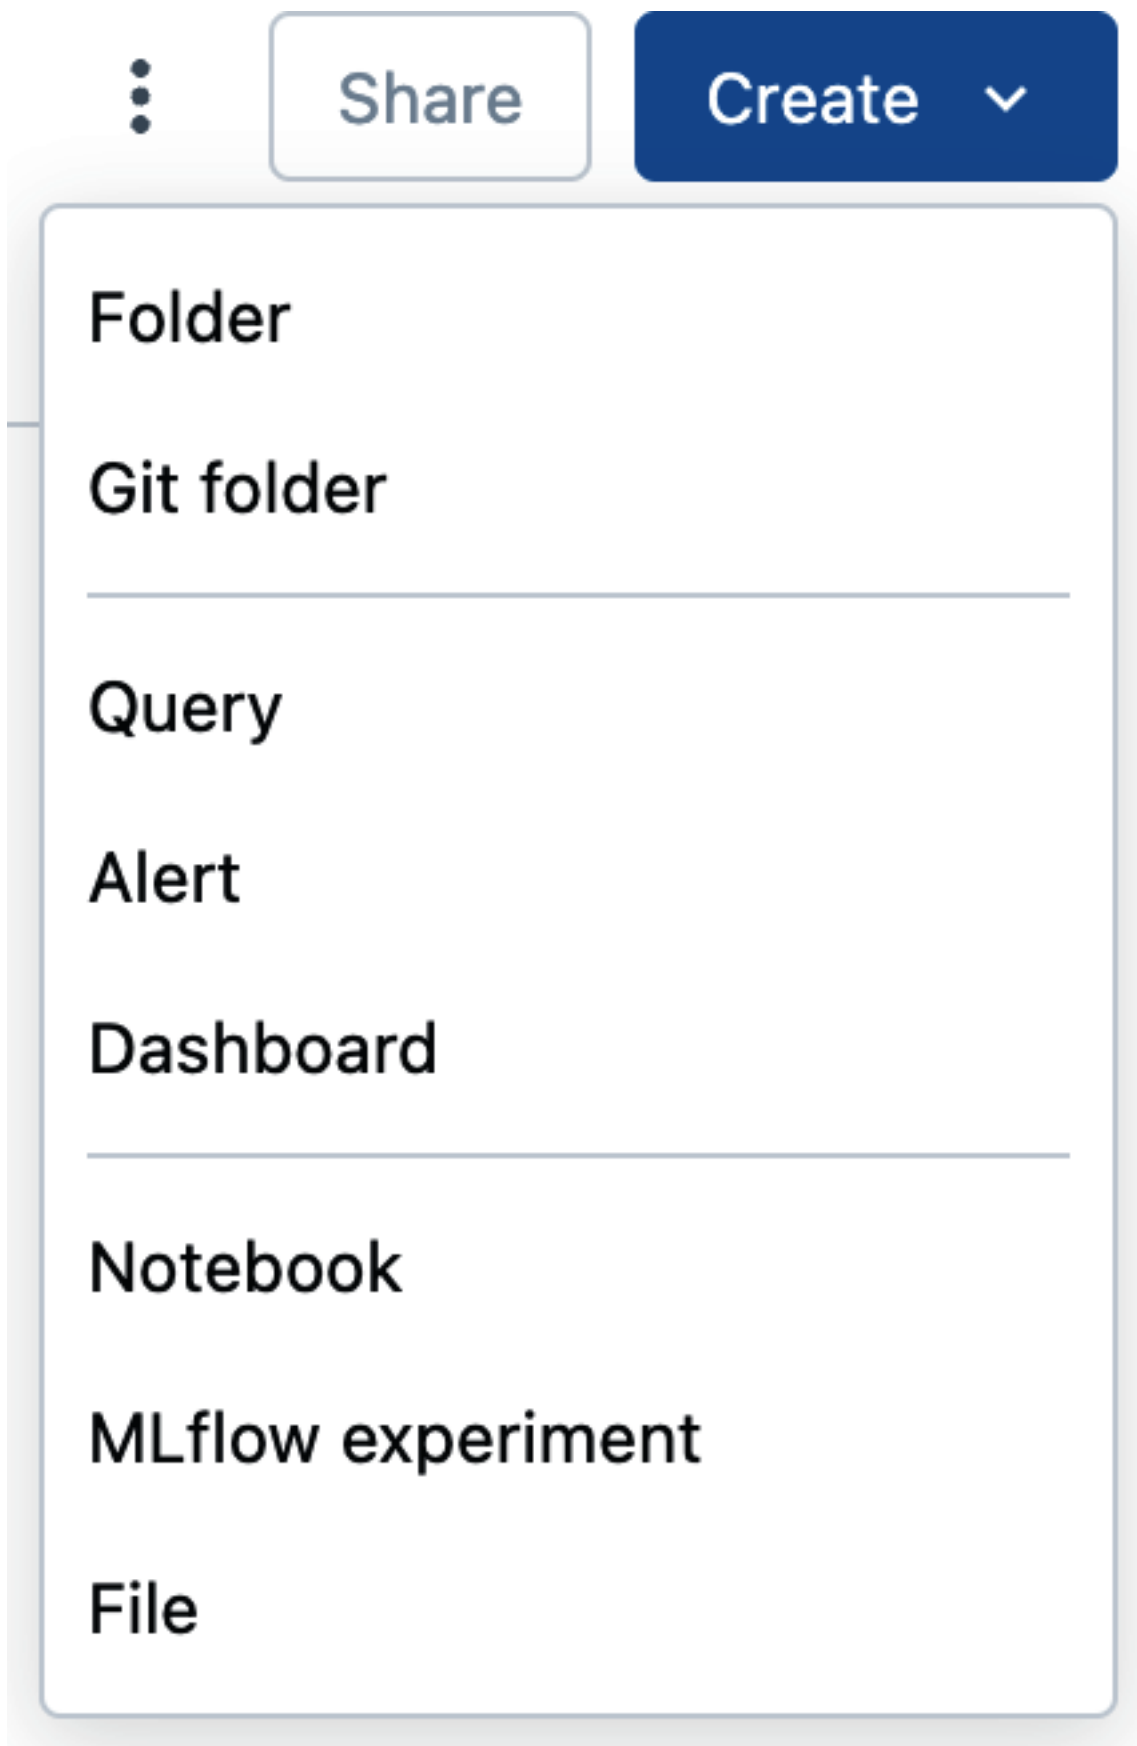 Share
Create
Folder
Git folder
Query
Alert
Dashboard
Notebook
MLflow experiment
File